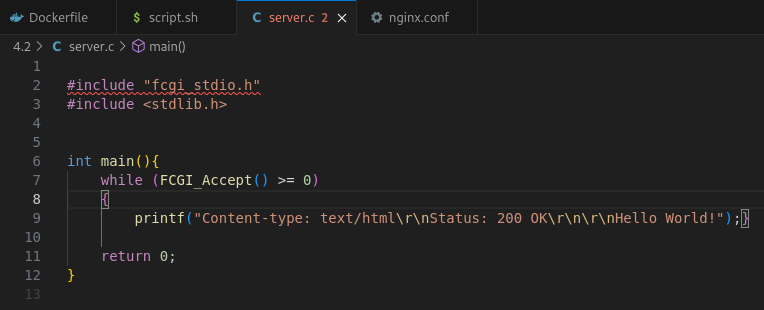 Dockerfile $ script.sh C server.c 2 × nginx.conf
4.2 > C server.c > main()
1
2 #include "fcgi_stdio.h"
3 #include <stdlib.h>
4
5
6 int main(){
7 while (FCGI_Accept() >= 0)
8 {
9 printf("Content-type: text/html\r\nStatus: 200 OK\r\n\r\nHello World!");}
10
11 return 0;
12 }
13